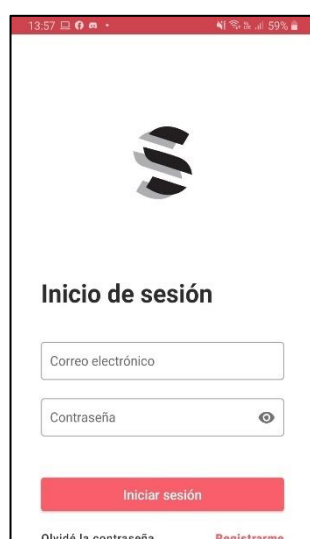 13:57 59%
S
Inicio de sesión
Correo electrónico
Contraseña
Iniciar sesión
Olvidé la contraseña Registrarme